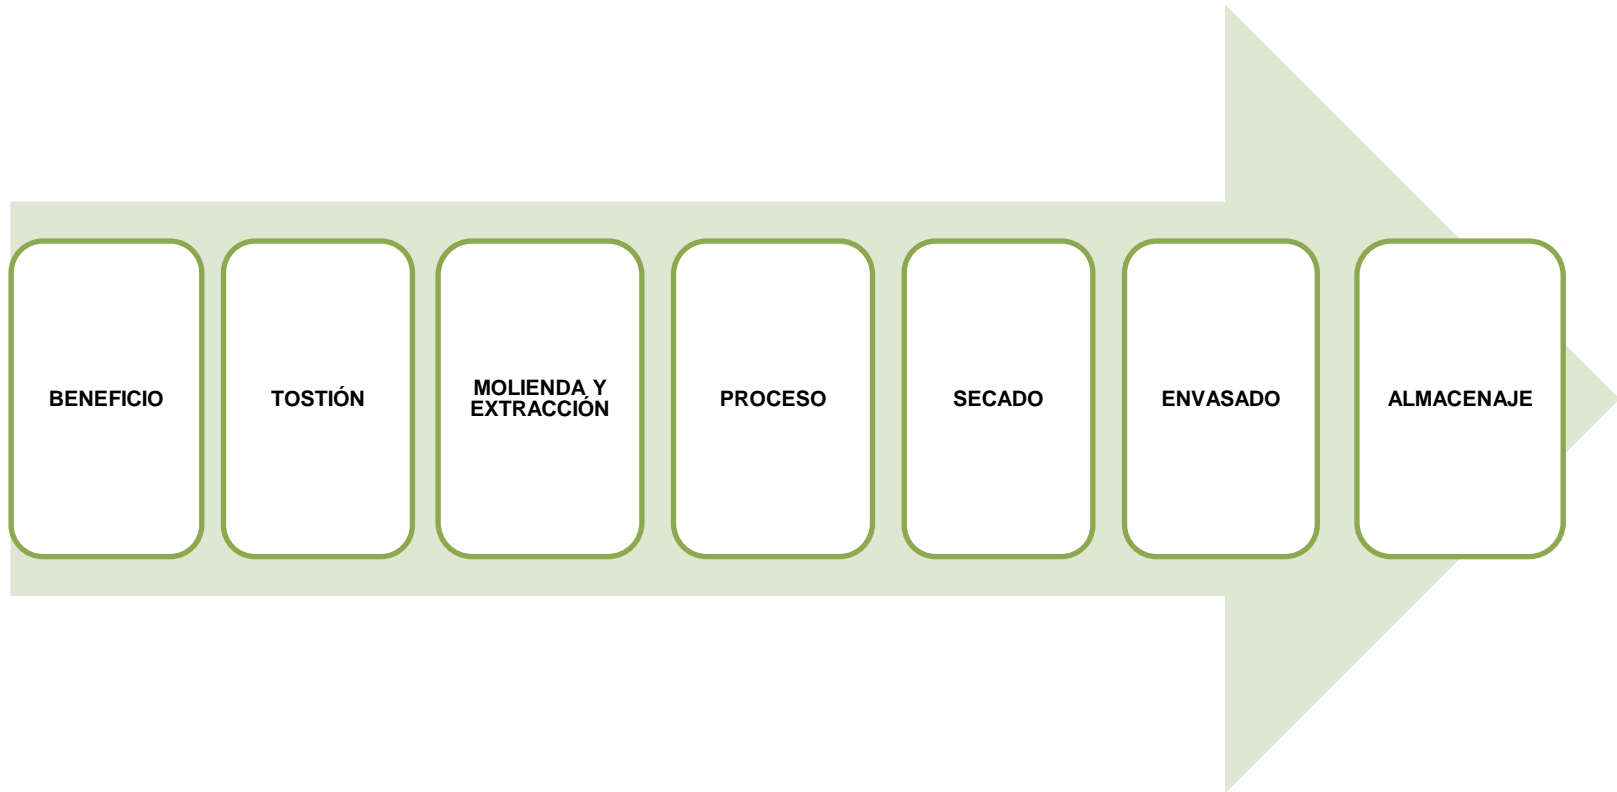 BENEFICIO
TOSTIÓN
MOLIENDA Y
EXTRACCIÓN
PROCESO
SECADO
ENVASADO
ALMACENAJE